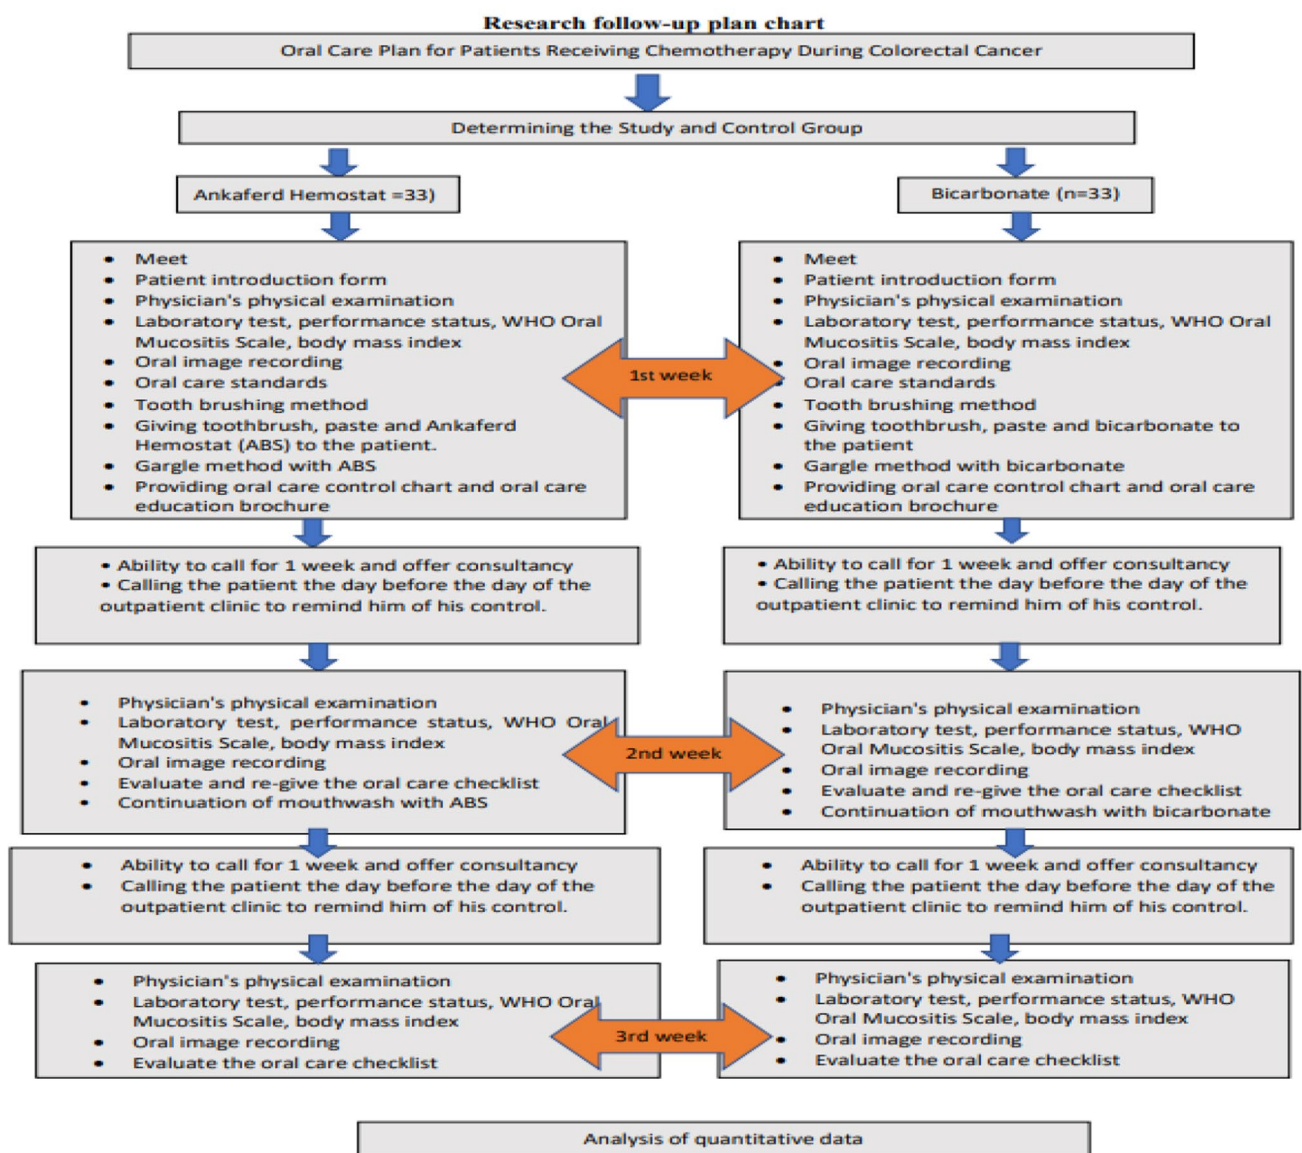 Research follow-up plan chart
Oral Care Plan for Patients Receiving Chemotherapy During Colorectal Cancer
Determining the Study and Control Group
Ankaferd Hemostat =33)
Bicarbonate (n=33)
• Meet
• Patient introduction form
• Physician's physical examination
• Laboratory test, performance status, WHO Oral
Mucositis Scale, body mass index
• Oral image recording
• Oral care standards
• Tooth brushing method
• Giving toothbrush, paste and Ankaferd
Hemostat (ABS) to the patient.
• Gargle method with ABS
• Providing oral care control chart and oral care
education brochure
1st week
• Meet
• Patient introduction form
• Physician's physical examination
• Laboratory test, performance status, WHO Oral
Mucositis Scale, body mass index
• Oral image recording
• Oral care standards
• Tooth brushing method
• Giving toothbrush, paste and bicarbonate to
the patient
• Gargle method with bicarbonate
• Providing oral care control chart and oral care
education brochure
• Ability to call for 1 week and offer consultancy
• Calling the patient the day before the day of the
outpatient clinic to remind him of his control.
• Ability to call for 1 week and offer consultancy
• Calling the patient the day before the day of the
outpatient clinic to remind him of his control.
• Physician's physical examination
• Laboratory test, performance status, WHO Oral
Mucositis Scale, body mass index
• Oral image recording
• Evaluate and re-give the oral care checklist
• Continuation of mouthwash with ABS
2nd week
• Physician's physical examination
• Laboratory test, performance status, WHO
Oral Mucositis Scale, body mass index
• Oral image recording
• Evaluate and re-give the oral care checklist
• Continuation of mouthwash with bicarbonate
• Ability to call for 1 week and offer consultancy
• Calling the patient the day before the day of the
outpatient clinic to remind him of his control.
• Ability to call for 1 week and offer consultancy
• Calling the patient the day before the day of the
outpatient clinic to remind him of his control.
• Physician's physical examination
• Laboratory test, performance status, WHO Oral
Mucositis Scale, body mass index
• Oral image recording
• Evaluate the oral care checklist
3rd week
• Physician's physical examination
• Laboratory test, performance status, WHO
Oral Mucositis Scale, body mass index
• Oral image recording
• Evaluate the oral care checklist
Analysis of quantitative data